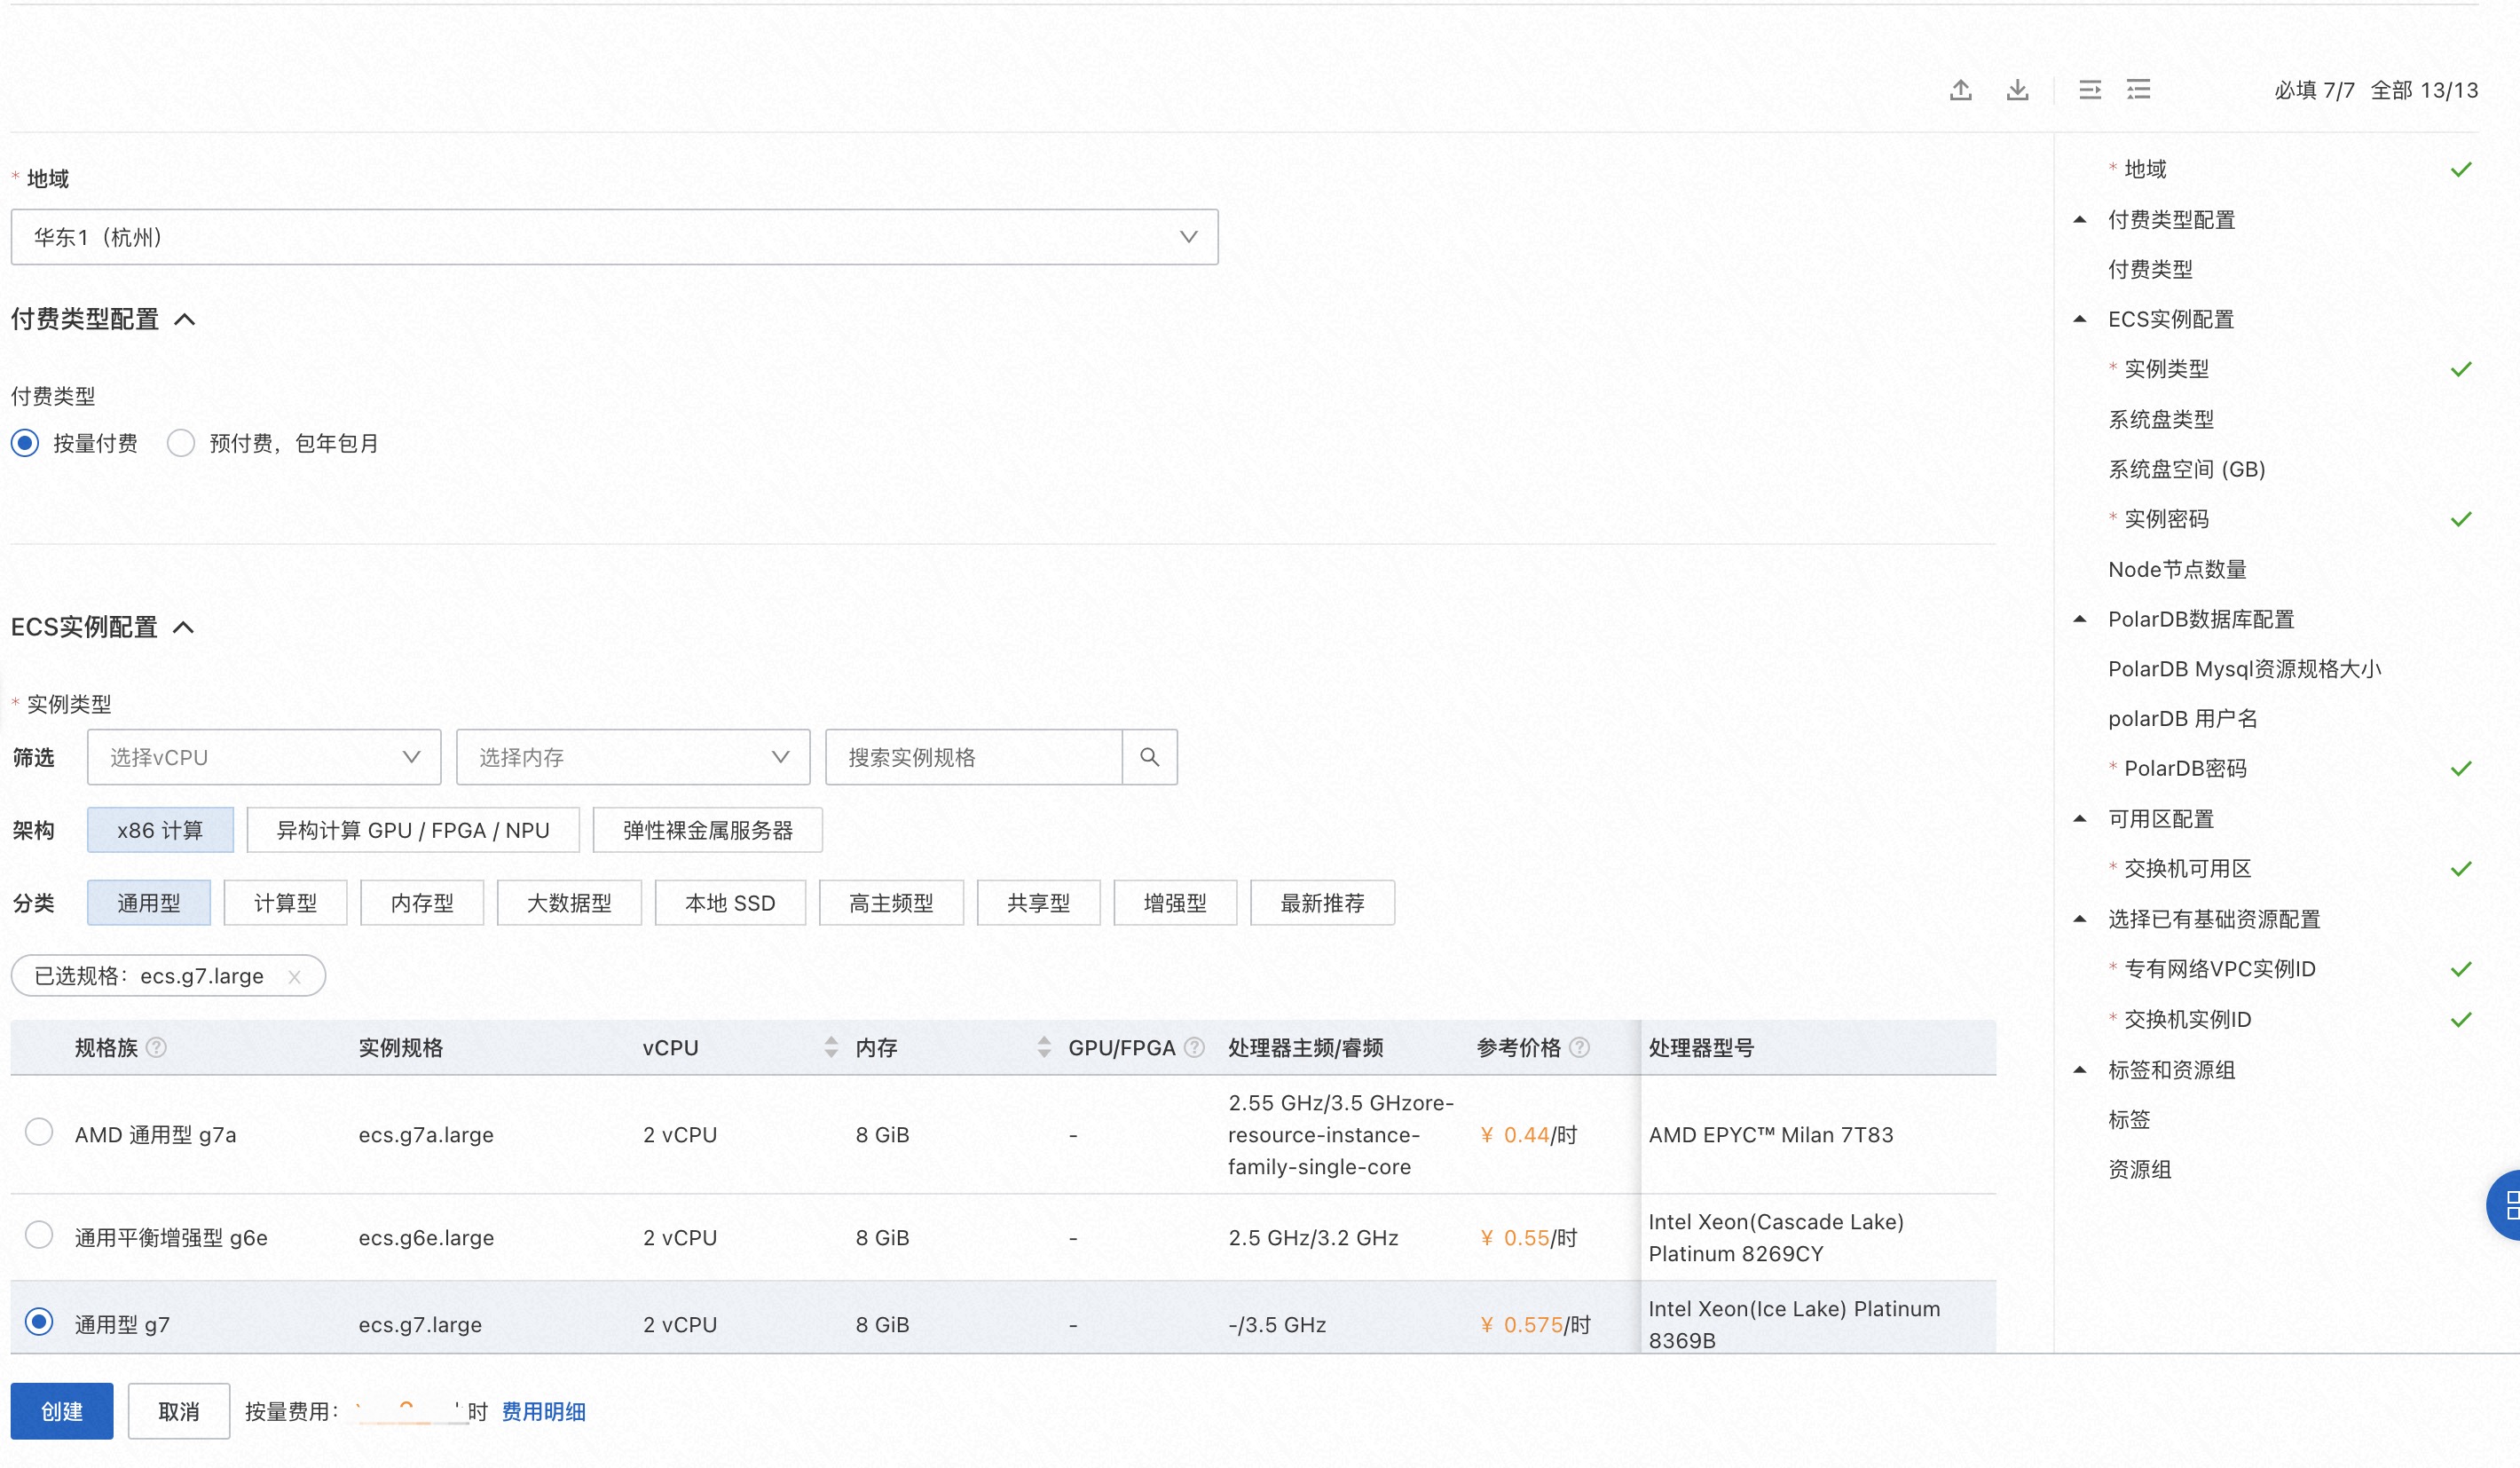 必填 7/7 全部 13/13
* 地域
华东1（杭州）
付费类型配置
付费类型
按量付费 预付费，包年包月
ECS实例配置
* 实例类型
筛选 选择vCPU 选择内存 搜索实例规格
架构 x86 计算 异构计算 GPU / FPGA / NPU 弹性裸金属服务器
分类 通用型 计算型 内存型 大数据型 本地 SSD 高主频型 共享型 增强型 最新推荐
已选规格：ecs.g7.large
规格族 实例规格 vCPU 内存 GPU/FPGA 处理器主频/睿频 参考价格 处理器型号
AMD 通用型 g7a ecs.g7a.large 2 vCPU 8 GiB - 2.55 GHz/3.5 GHzore-
resource-instance-
family-single-core
¥ 0.44/时 AMD EPYC™ Milan 7T83
通用平衡增强型 g6e ecs.g6e.large 2 vCPU 8 GiB - 2.5 GHz/3.2 GHz ¥ 0.55/时 Intel Xeon(Cascade Lake)
Platinum 8269CY
通用型 g7 ecs.g7.large 2 vCPU 8 GiB - -/3.5 GHz ¥ 0.575/时 Intel Xeon(Ice Lake) Platinum
8369B
创建 取消 按量费用： 时 费用明细
* 地域
付费类型配置
付费类型
ECS实例配置
* 实例类型
系统盘类型
系统盘空间 (GB)
* 实例密码
Node节点数量
PolarDB数据库配置
PolarDB Mysql资源规格大小
polarDB 用户名
* PolarDB密码
可用区配置
* 交换机可用区
选择已有基础资源配置
* 专有网络VPC实例ID
* 交换机实例ID
标签和资源组
标签
资源组